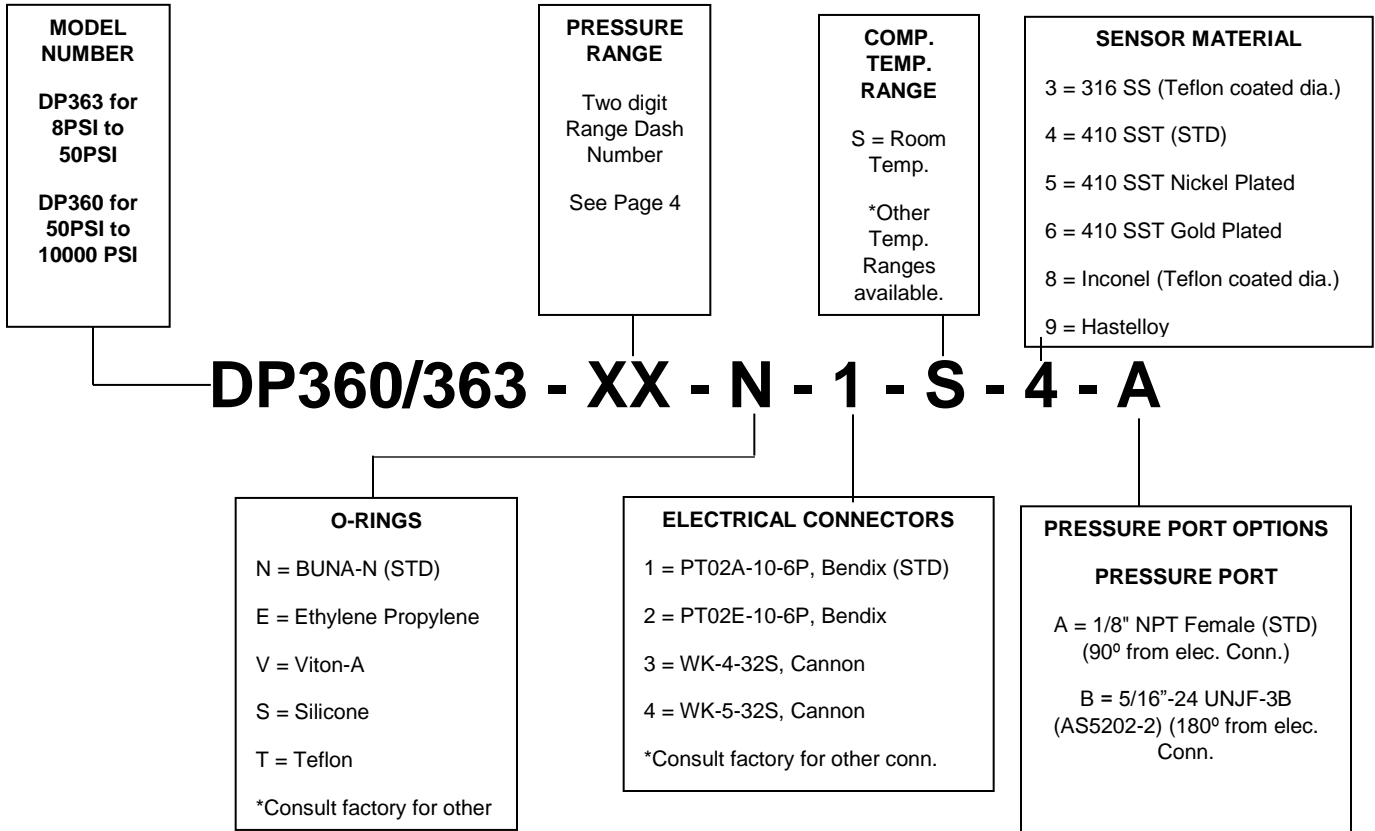 MODEL
NUMBER
DP363 for
8PSI to
50PSI
DP360 for
50PSI to
10000 PSI
PRESSURE
RANGE
Two digit
Range Dash
Number
See Page 4
COMP.
TEMP.
RANGE
S = Room
Temp.
*Other
Temp.
Ranges
available.
SENSOR MATERIAL
3 = 316 SS (Teflon coated dia.)
4 = 410 SST (STD)
5 = 410 SST Nickel Plated
6 = 410 SST Gold Plated
8 = Inconel (Teflon coated dia.)
9 = Hastelloy
DP360/363 - XX - N - 1 - S - 4 - A
O-RINGS
N = BUNA-N (STD)
E = Ethylene Propylene
V = Viton-A
S = Silicone
T = Teflon
*Consult factory for other
ELECTRICAL CONNECTORS
1 = PT02A-10-6P, Bendix (STD)
2 = PT02E-10-6P, Bendix
3 = WK-4-32S, Cannon
4 = WK-5-32S, Cannon
*Consult factory for other conn.
PRESSURE PORT OPTIONS
PRESSURE PORT
A = 1/8" NPT Female (STD)
(90º from elec. Conn.)
B = 5/16”-24 UNJF-3B
(AS5202-2) (180º from elec.
Conn.